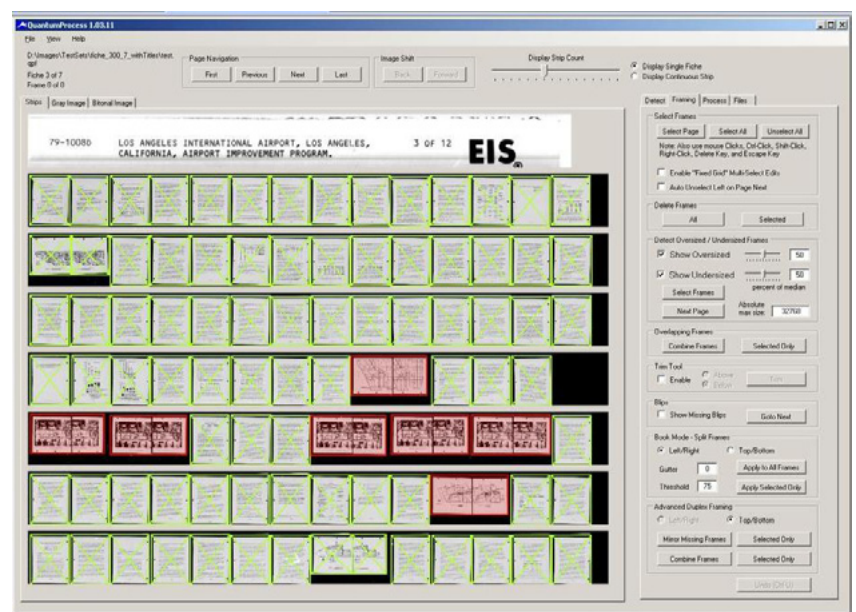 QuantumProcess 1.03.11
File View Help
D:\Images\TestSets\fiche_300_7_withTitles\test.
qpf
Fiche 3 of 7
Frame 0 of 0
Page Navigation
First Previous Next Last
Image Shift
Back Forward
Display Strip Count
Display Single Fiche
Display Continuous Strip
Strips Gray Image Bitonal Image
Detect Framing Process Files
79-1008D LOS ANGELES INTERNATIONAL AIRPORT, LOS ANGELES, 3 OF 12 EIS
CALIFORNIA, AIRPORT IMPROVEMENT PROGRAM.
Select Frames
Select Page Select All Unselect All
Note: Also use mouse Clicks, Ctrl-Click, Shift-Click,
Right-Click, Delete Key, and Escape Key
Enable "Fixed Grid" Multi-Select Edits
Auto Unselect Left on Page Next
Delete Frames
All Selected
Detect Oversized / Undersized Frames
Show Oversized 50
Show Undersized 50
percent of median
Select Frames
Next Page Absolute max size: 32768
Overlapping Frames
Combine Frames Selected Only
Trim Tool
Enable Above
Below
Trim
Blips
Show Missing Blips Goto Next
Book Mode - Split Frames
Left/Right Top/Bottom
Gutter 0 Apply to All Frames
Threshold 75 Apply Selected Only
Advanced Duplex Framing
Left/Right Top/Bottom
Mirror Missing Frames Selected Only
Combine Frames Selected Only
Undo (Ctrl U)